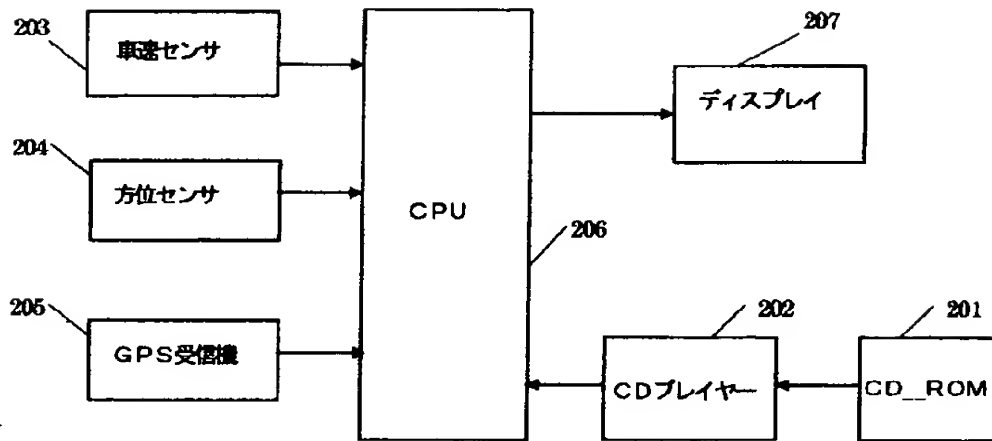 203
車速センサ
204
方位センサ
205
GPS受信機
CPU
206
207
ディスプレイ
202
CDプレイヤー
201
CD__ROM